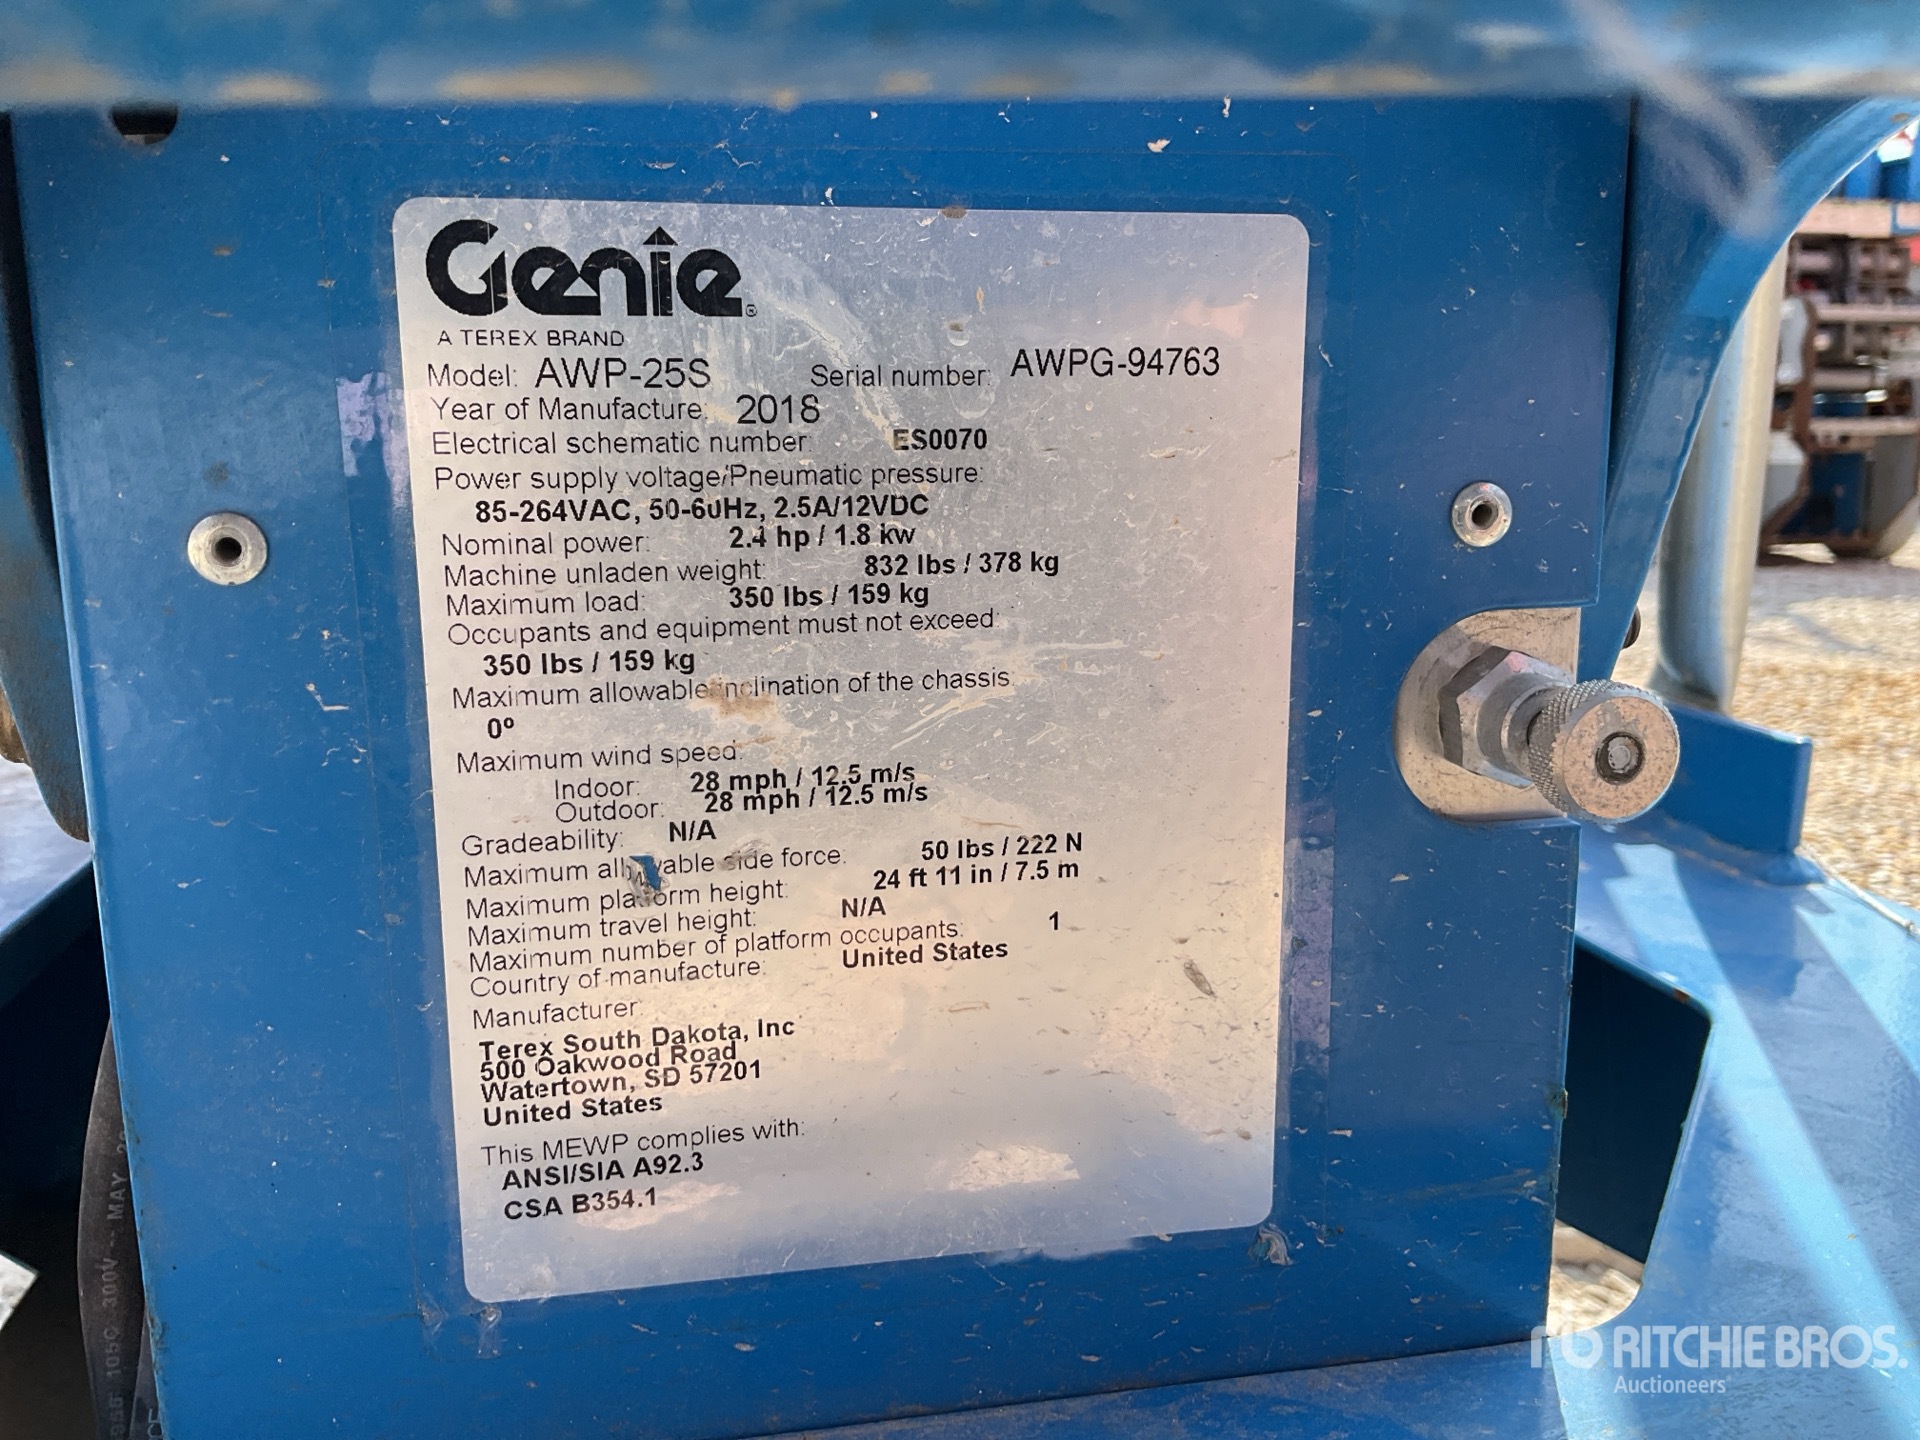 Genie®
A TEREX BRAND
Model: AWP-25S Serial number: AWPG-94763
Year of Manufacture: 2018
Electrical schematic number: ES0070
Power supply voltage/Pneumatic pressure:
85-264VAC, 50-60Hz, 2.5A/12VDC
Nominal power: 2.4 hp / 1.8 kw
Machine unladen weight: 832 lbs / 378 kg
Maximum load: 350 lbs / 159 kg
Occupants and equipment must not exceed:
350 lbs / 159 kg
Maximum allowable inclination of the chassis:
0º
Maximum wind speed:
Indoor: 28 mph / 12.5 m/s
Outdoor: 28 mph / 12.5 m/s
Gradeability: N/A
Maximum allowable side force: 50 lbs / 222 N
Maximum platform height: 24 ft 11 in / 7.5 m
Maximum travel height: N/A
Maximum number of platform occupants: 1
Country of manufacture: United States
Manufacturer:
Terex South Dakota, Inc
500 Oakwood Road
Watertown, SD 57201
United States
This MEWP complies with:
ANSI/SIA A92.3
CSA B354.1
105C 300V -- MAY
RITCHIE BROS.
Auctioneers